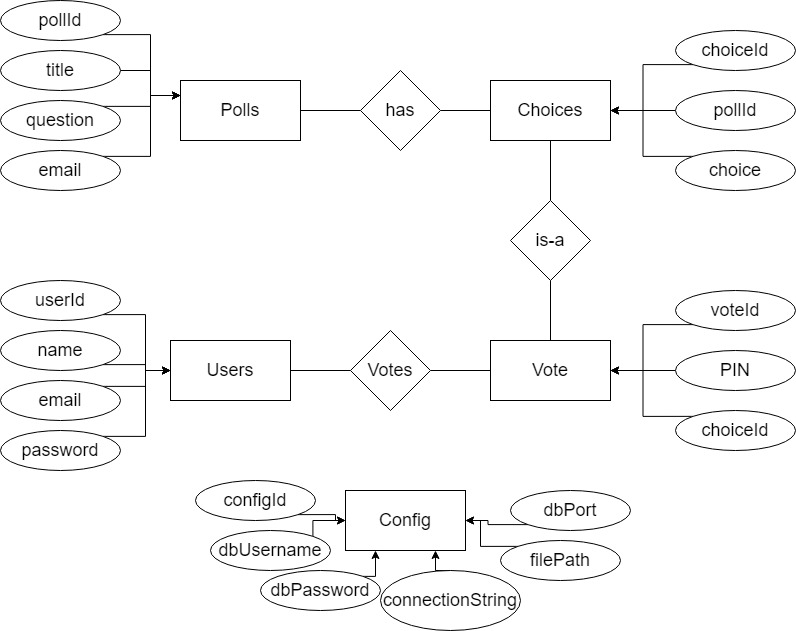 pollId
title
question
email
Polls
has
Choices
choiceId
pollId
choice
is-a
userId
name
email
password
Users
Votes
Vote
voteId
PIN
choiceId
configId
dbUsername
dbPassword
Config
connectionString
dbPort
filePath